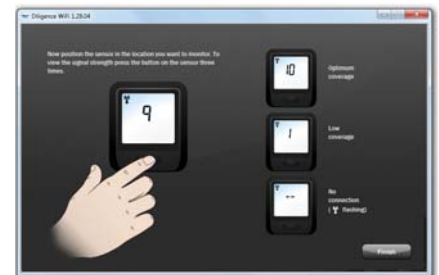 Diligence WiFi 1.28.04
Now position the sensor in the location you want to monitor. To
view the signal strength press the button on the sensor three
times.
9
10
Optimum
coverage
1
Low
coverage
--
No
connection
( flashing)
Finish